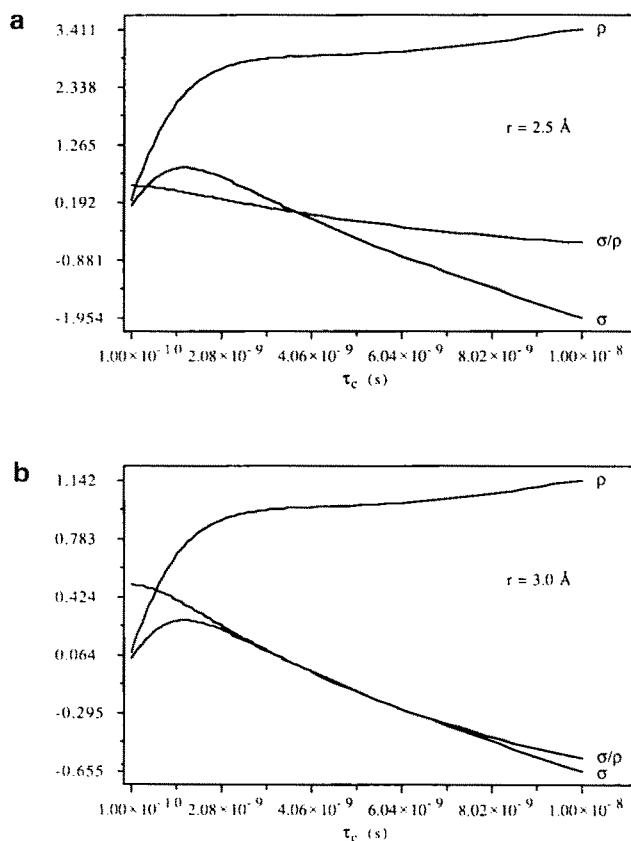 a
3.411
ρ
2.338
r = 2.5 Å
1.265
0.192
σ/ρ
-0.881
-1.954
σ
1.00×10⁻¹⁰ 2.08×10⁻⁹ 4.06×10⁻⁹ 6.04×10⁻⁹ 8.02×10⁻⁹ 1.00×10⁻⁸
τc (s)
b
1.142
ρ
0.783
r = 3.0 Å
0.424
0.064
-0.295
σ/ρ
-0.655
σ
1.00×10⁻¹⁰ 2.08×10⁻⁹ 4.06×10⁻⁹ 6.04×10⁻⁹ 8.02×10⁻⁹ 1.00×10⁻⁸
τc (s)